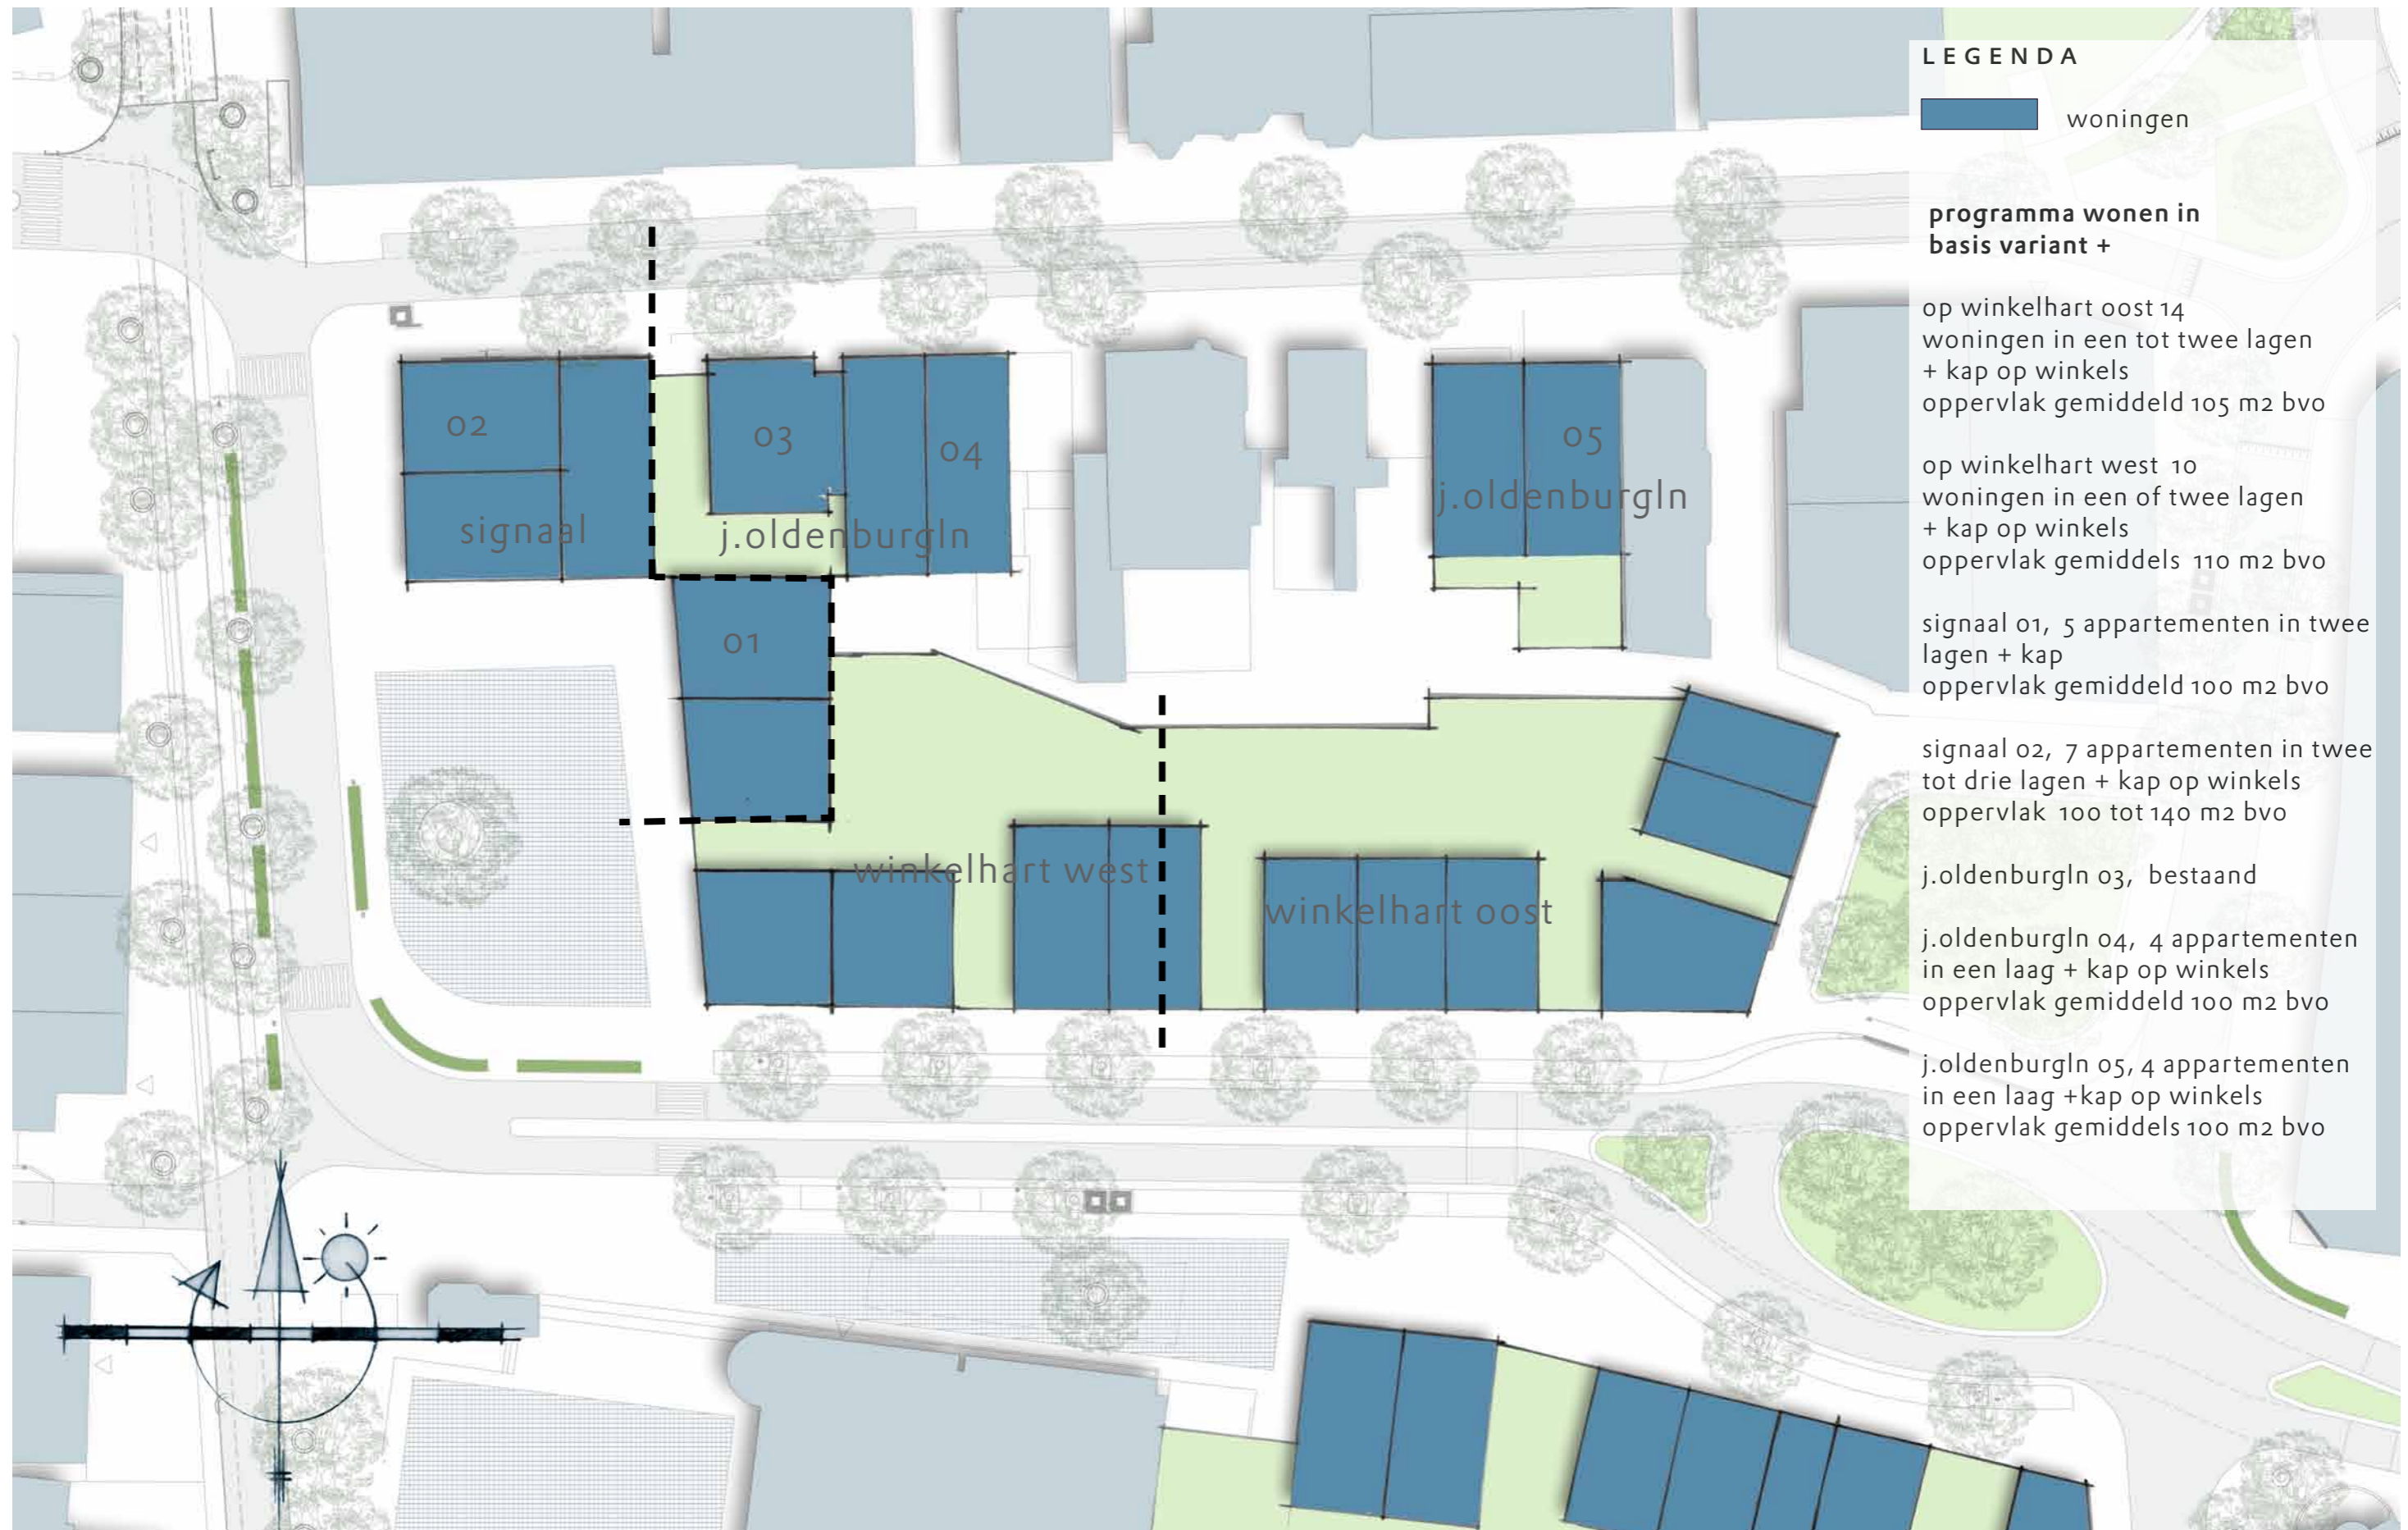 LEGENDA
woningen
programma wonen in
basis variant +
op winkelhart oost 14
woningen in een tot twee lagen
+ kap op winkels
oppervlak gemiddeld 105 m2 bvo
op winkelhart west 10
woningen in een of twee lagen
+ kap op winkels
oppervlak gemiddels 110 m2 bvo
signaal 01, 5 appartementen in twee
lagen + kap
oppervlak gemiddeld 100 m2 bvo
signaal 02, 7 appartementen in twee
tot drie lagen + kap op winkels
oppervlak 100 tot 140 m2 bvo
j.oldenburgln 03, bestaand
j.oldenburgln 04, 4 appartementen
in een laag + kap op winkels
oppervlak gemiddeld 100 m2 bvo
j.oldenburgln 05, 4 appartementen
in een laag +kap op winkels
oppervlak gemiddels 100 m2 bvo
02
signaal
03
04
j.oldenburgln
05
j.oldenburgln
01
winkelhart west
winkelhart oost